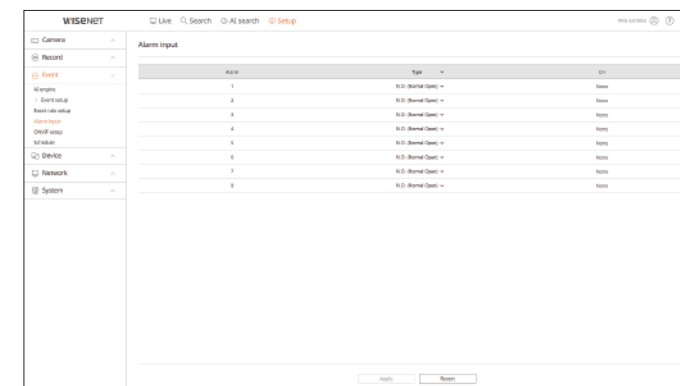 WISENET
Live Search AI search Setup
Camera
Record
Event
AI engine
Event setup
Event rule setup
Alarm input
ONVIF setup
Schedule
Device
Network
System
Alarm input
Alarm Type CH
1 N.O. (Normal Open) None
2 N.O. (Normal Open) None
3 N.O. (Normal Open) None
4 N.O. (Normal Open) None
5 N.O. (Normal Open) None
6 N.O. (Normal Open) None
7 N.O. (Normal Open) None
8 N.O. (Normal Open) None
Apply Revert